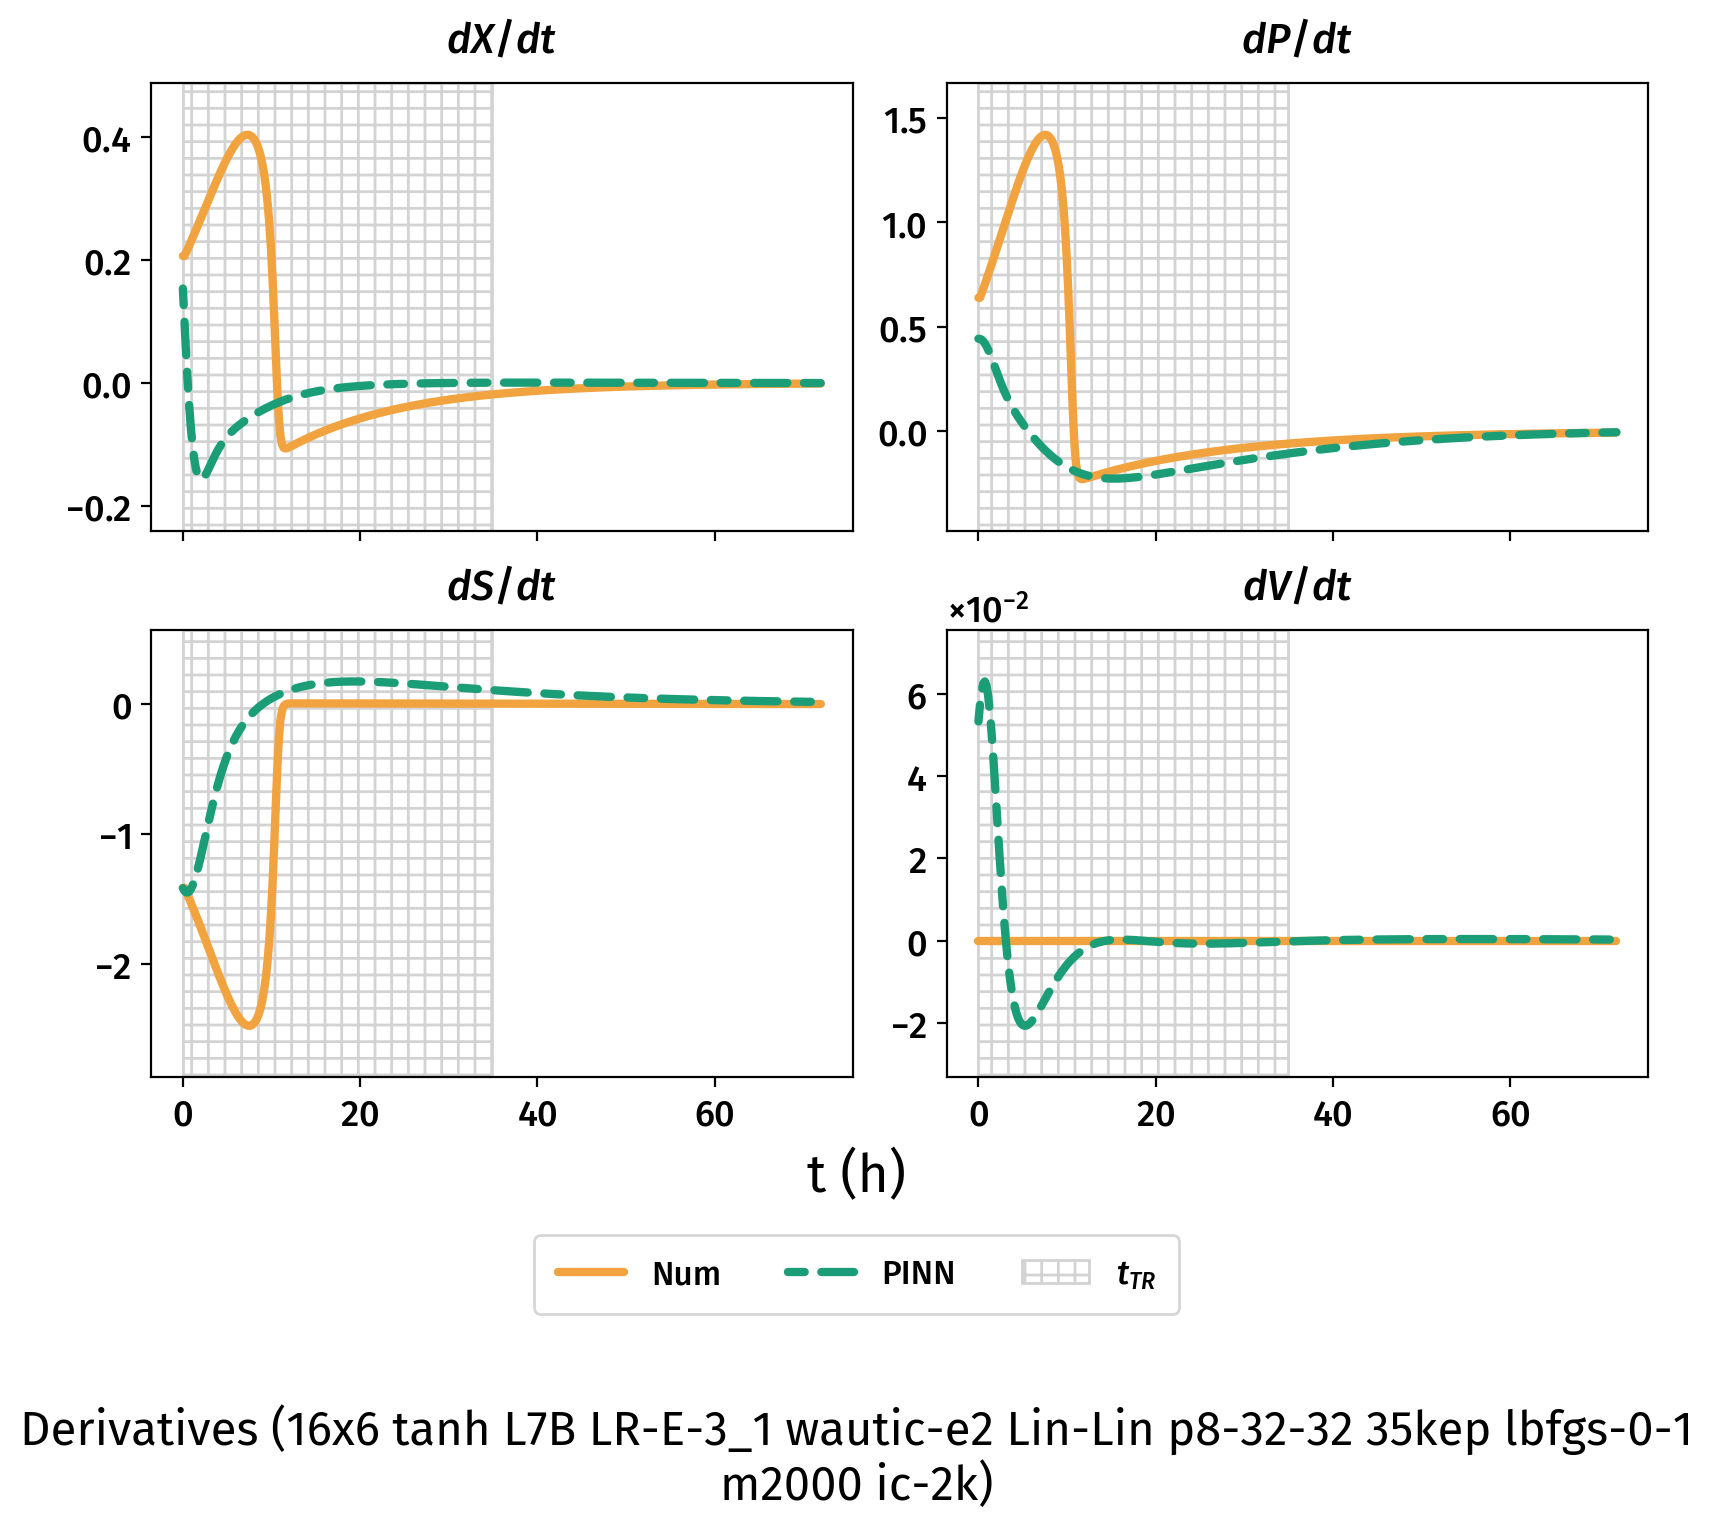 dX/dt
dP/dt
0.4
0.2
0.0
−0.2
1.5
1.0
0.5
0.0
dS/dt
dV/dt
×10⁻²
0
−1
−2
6
4
2
0
−2
0 20 40 60
0 20 40 60
t (h)
Num PINN t_TR
Derivatives (16x6 tanh L7B LR-E-3_1 wautic-e2 Lin-Lin p8-32-32 35kep lbfgs-0-1
m2000 ic-2k)